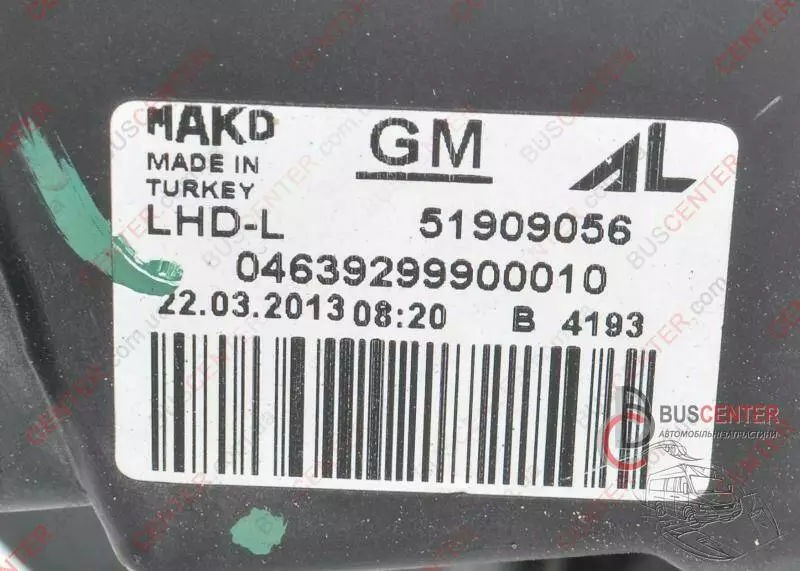 MAKO GM AL
MADE IN
TURKEY
LHD-L 51909056
04639299900010
22.03.2013 08:20 B 4193
BUSCENTER
АВТОМОБІЛЬНІ ЗАПЧАСТИНИ